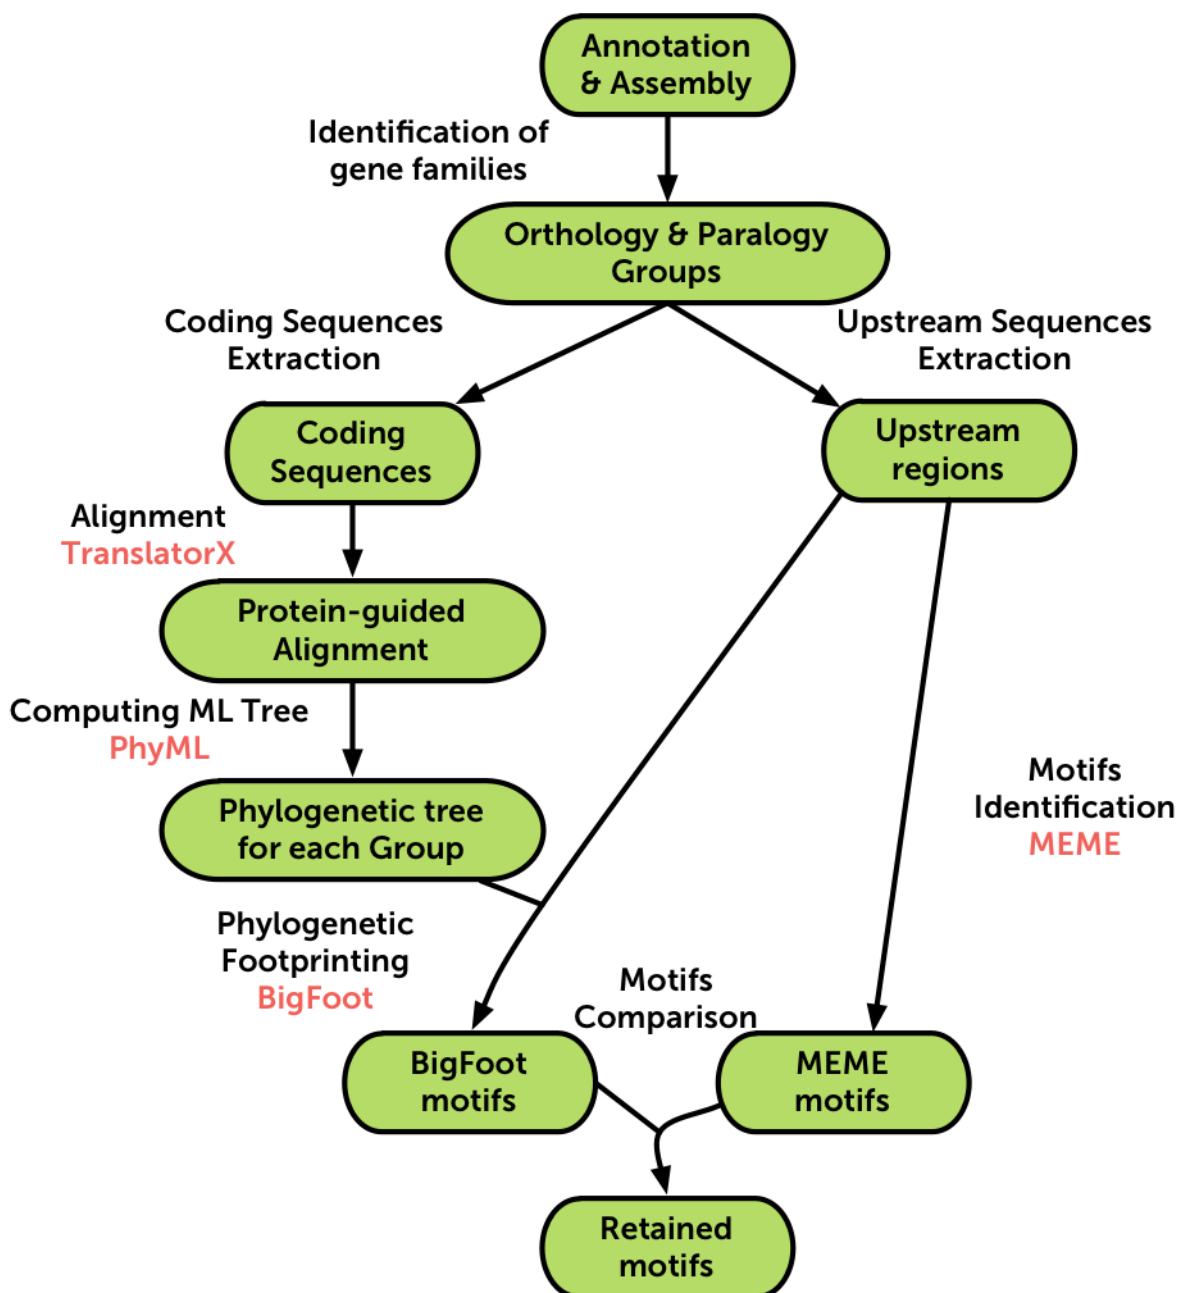 Annotation
& Assembly
Identification of
gene families
Orthology & Paralogy
Groups
Coding Sequences
Extraction
Upstream Sequences
Extraction
Coding
Sequences
Upstream
regions
Alignment
TranslatorX
Protein-guided
Alignment
Computing ML Tree
PhyML
Phylogenetic tree
for each Group
Motifs
Identification
MEME
Phylogenetic
Footprinting
BigFoot
Motifs
Comparison
BigFoot
motifs
MEME
motifs
Retained
motifs